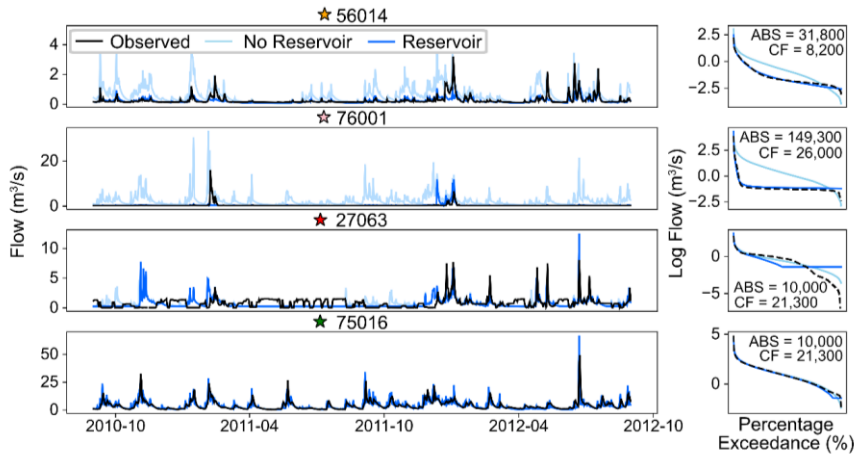 56014
Observed No Reservoir Reservoir
4
2
0
2.5
0.0
−2.5
ABS = 31,800
CF = 8,200
76001
20
0
2.5
0.0
−2.5
ABS = 149,300
CF = 26,000
Flow (m³/s)
Log Flow (m³/s)
27063
10
5
0
0
−5
ABS = 10,000
CF = 21,300
75016
50
25
0
5
0
ABS = 10,000
CF = 21,300
2010-10 2011-04 2011-10 2012-04 2012-10
Percentage
Exceedance (%)